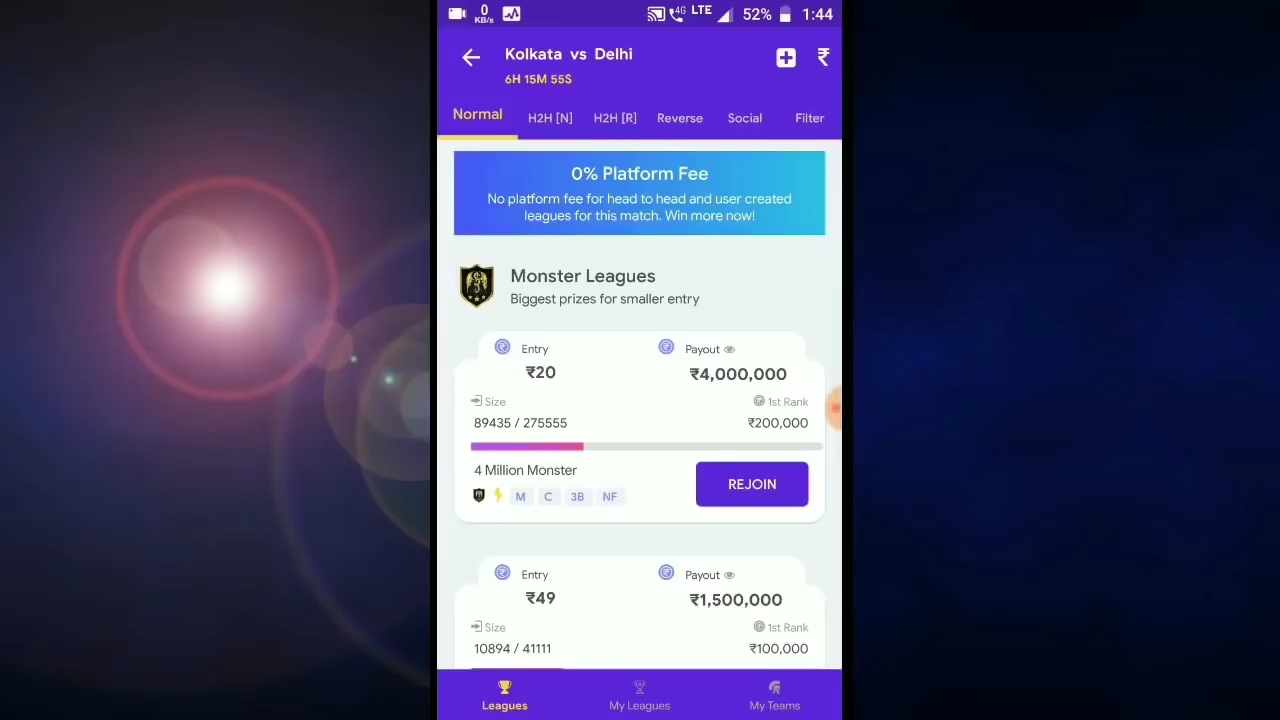 0 KB/s 4G LTE 52% 1:44
Kolkata vs Delhi
6H 15M 55S
Normal H2H [N] H2H [R] Reverse Social Filter
0% Platform Fee
No platform fee for head to head and user created
leagues for this match. Win more now!
Monster Leagues
Biggest prizes for smaller entry
Entry Payout
₹20 ₹4,000,000
Size 1st Rank
89435 / 275555 ₹200,000
4 Million Monster
REJOIN
M C 3B NF
Entry Payout
₹49 ₹1,500,000
Size 1st Rank
10894 / 41111 ₹100,000
Leagues My Leagues My Teams